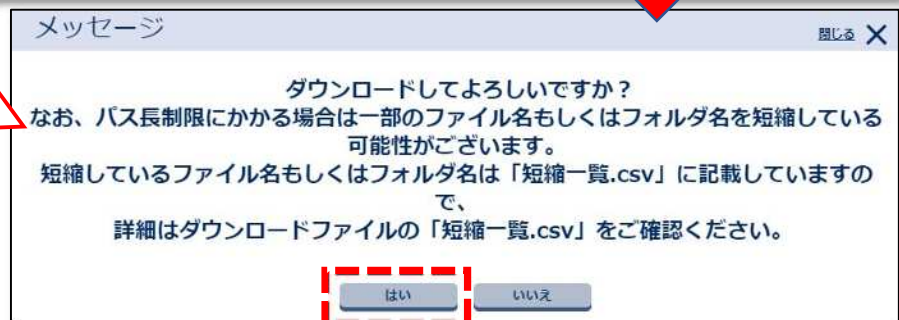 メッセージ
閉じる
ダウンロードしてよろしいですか？
なお、パス長制限にかかる場合は一部のファイル名もしくはフォルダ名を短縮している
可能性がございます。
短縮しているファイル名もしくはフォルダ名は「短縮一覧.csv」に記載していますの
で、
詳細はダウンロードファイルの「短縮一覧.csv」をご確認ください。
はい
いいえ